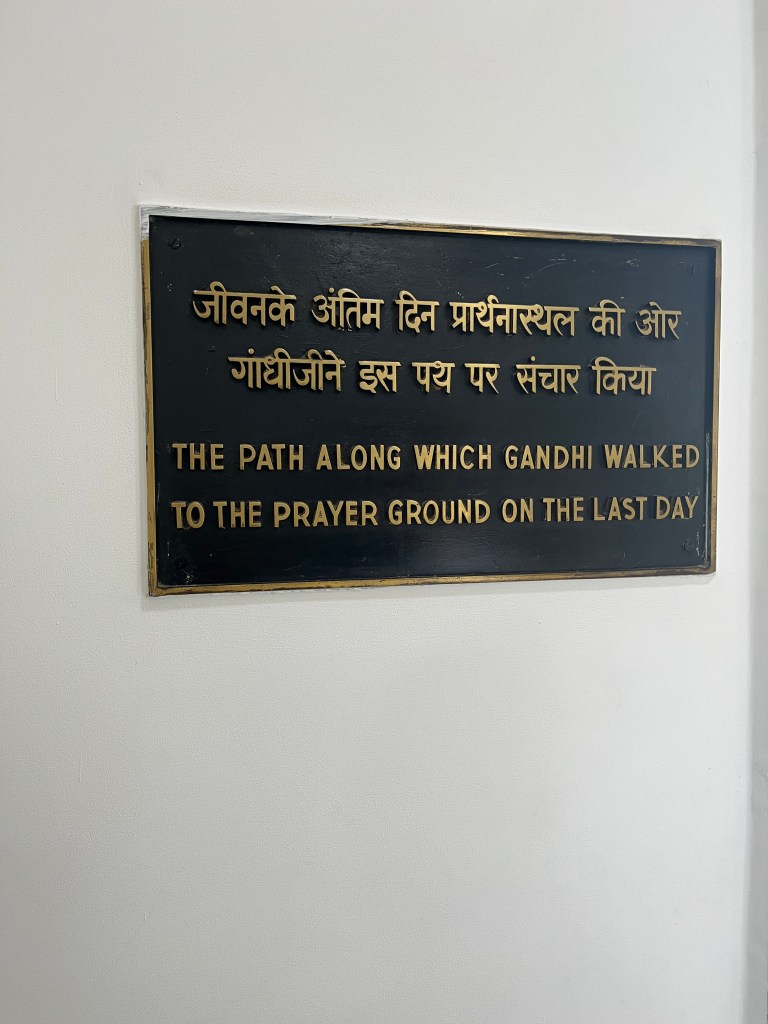 जीवनके अंतिम दिन प्रार्थनास्थल की ओर
गांधीजीने इस पथ पर संचार किया
THE PATH ALONG WHICH GANDHI WALKED
TO THE PRAYER GROUND ON THE LAST DAY